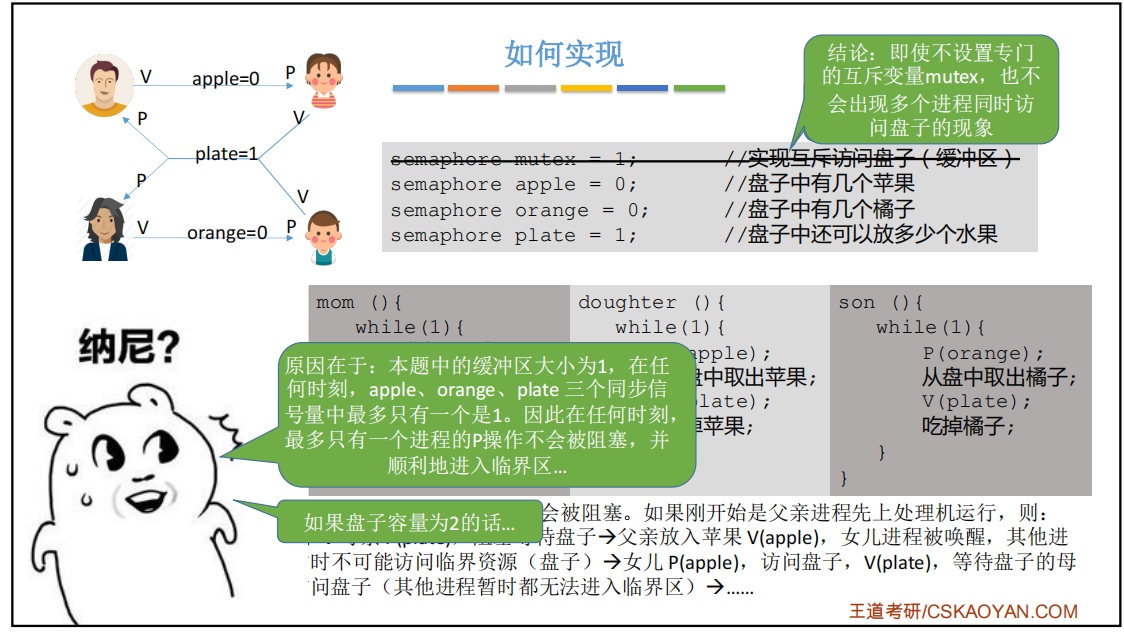 如何实现
结论：即使不设置专门
的互斥变量mutex，也不
会出现多个进程同时访
问盘子的现象
V apple=0 P
P V
plate=1
P V
V orange=0 P
semaphore mutex = 1; //实现互斥访问盘子（缓冲区）
semaphore apple = 0; //盘子中有几个苹果
semaphore orange = 0; //盘子中有几个橘子
semaphore plate = 1; //盘子中还可以放多少个水果
mom (){
while(1){
doughter (){
while(1){
apple);
盘中取出苹果;
late);
苹果;
son (){
while(1){
P(orange);
从盘中取出橘子;
V(plate);
吃掉橘子;
}
}
纳尼?
原因在于：本题中的缓冲区大小为1，在任
何时刻，apple、orange、plate 三个同步信
号量中最多只有一个是1。因此在任何时刻，
最多只有一个进程的P操作不会被阻塞，并
顺利地进入临界区…
如果盘子容量为2的话…
会被阻塞。如果刚开始是父亲进程先上处理机运行，则：
待盘子→父亲放入苹果 V(apple)，女儿进程被唤醒，其他进
时不可能访问临界资源（盘子）→女儿 P(apple)，访问盘子，V(plate)，等待盘子的母
问盘子（其他进程暂时都无法进入临界区）→……
王道考研/CSKAOYAN.COM